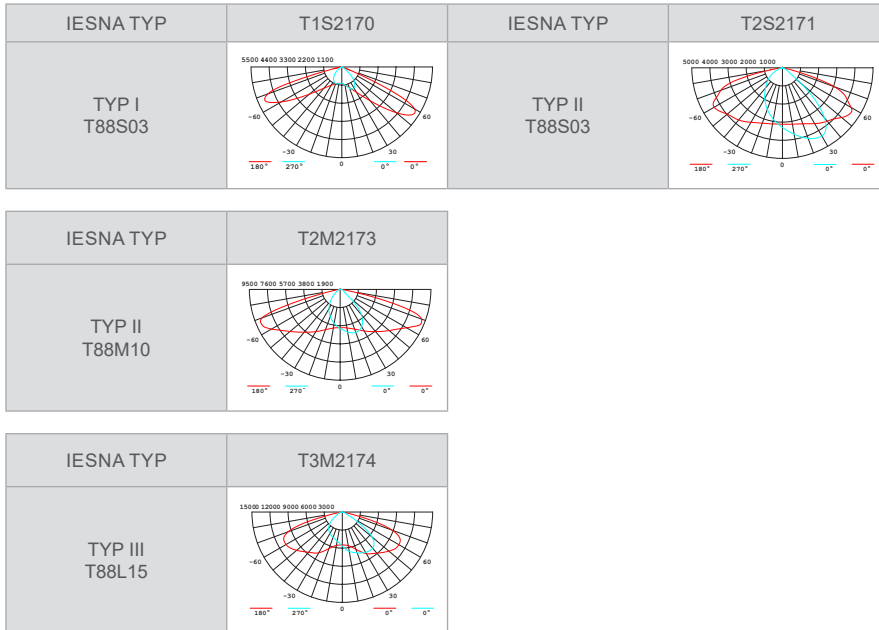 IESNA TYP T1S2170 IESNA TYP T2S2171
TYP I
T88S03
5500 4400 3300 2200 1100
-60 60
-30 30
0
180° 270° 0° 0°
TYP II
T88S03
5000 4000 3000 2000 1000
-60 60
-30 30
0
180° 270° 0° 0°
IESNA TYP T2M2173
TYP II
T88M10
9500 7600 5700 3800 1900
-60 60
-30 30
0
180° 270° 0° 0°
IESNA TYP T3M2174
TYP III
T88L15
15000 12000 9000 6000 3000
-60 60
-30 30
0
180° 270° 0° 0°